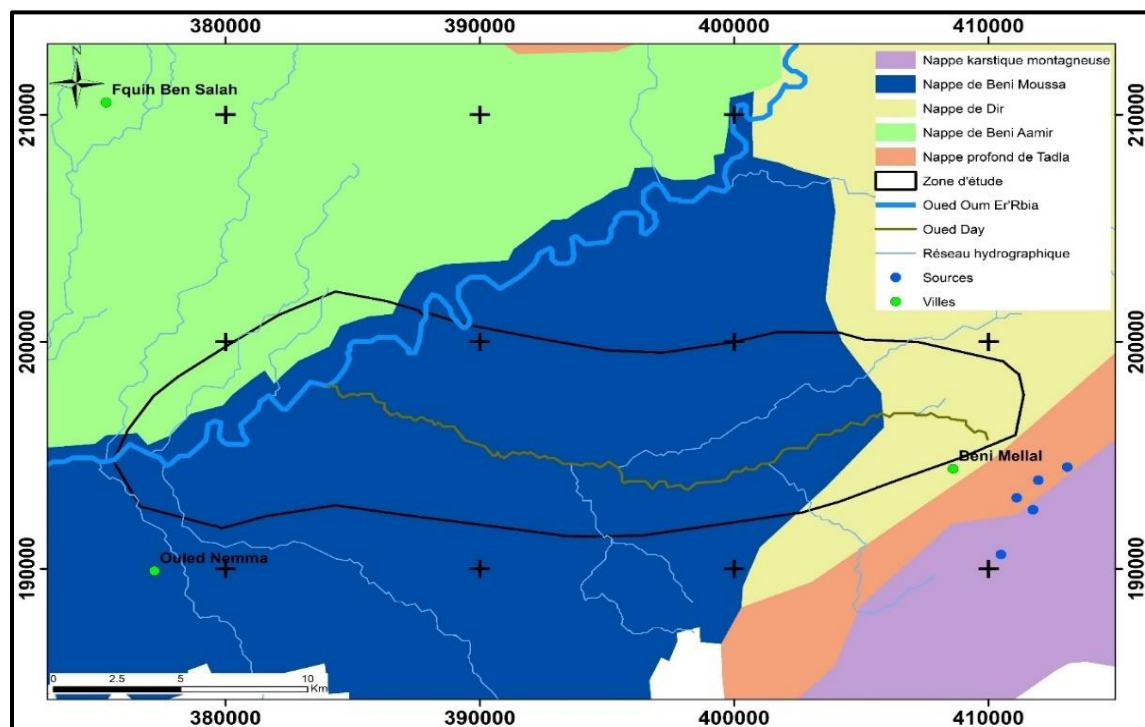 380000 390000 400000 410000
N
Fquih Ben Salah
210000
210000
Nappe karstique montagneuse
Nappe de Beni Moussa
Nappe de Dir
Nappe de Beni Aamir
Nappe profond de Tadla
Zone d'étude
Oued Oum Er'Rbia
Oued Day
Réseau hydrographique
Sources
Villes
200000
200000
Beni Mellal
Ouled Nemma
190000
190000
0 2.5 5 10
Km
380000 390000 400000 410000